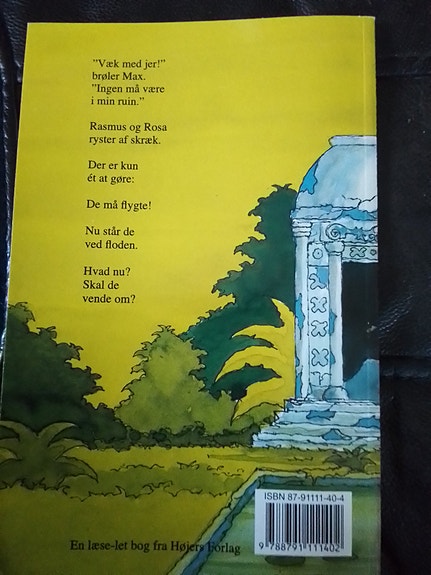 "Væk med jer!"
brøler Max.
"Ingen må være
i min ruin."
Rasmus og Rosa
ryster af skræk.
Der er kun
ét at gøre:
De må flygte!
Nu står de
ved floden.
Hvad nu?
Skal de
vende om?
ISBN 87-91111-40-4
9 788791 111402
En læse-let bog fra Højers Forlag